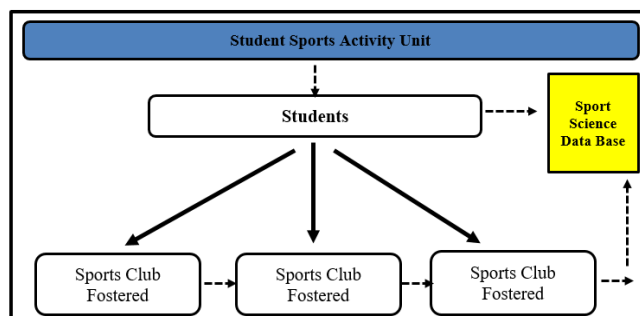 Student Sports Activity Unit
Students
Sport
Science
Data Base
Sports Club
Fostered
Sports Club
Fostered
Sports Club
Fostered